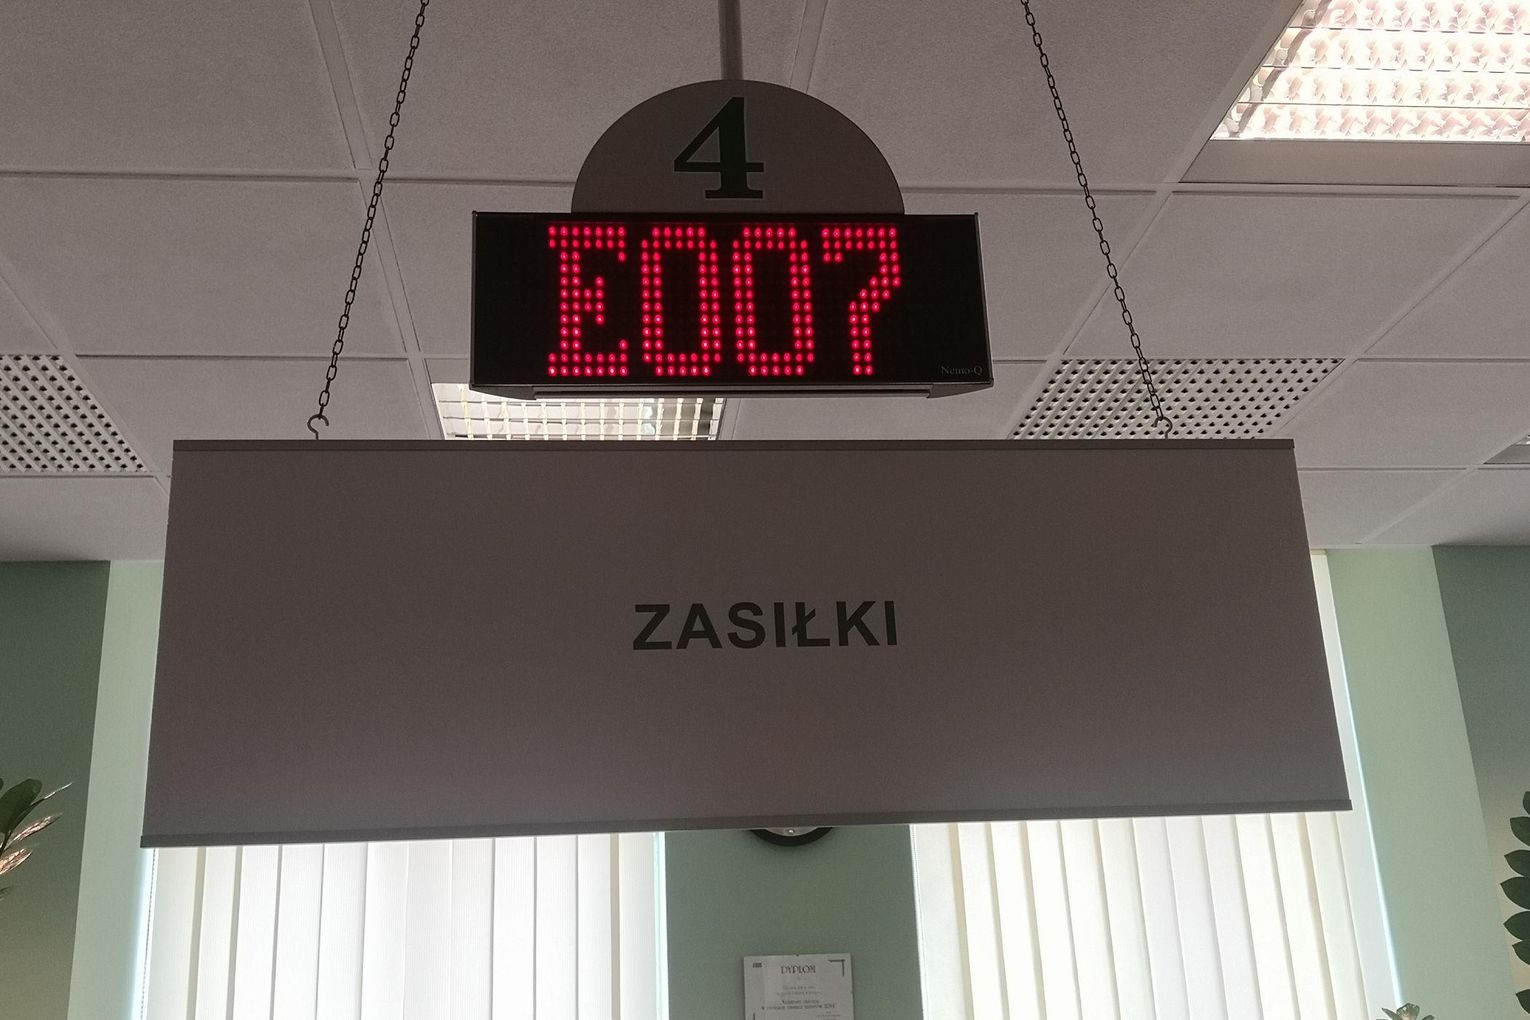 4
E007
Nemo-Q
ZASIŁKI
DYPLOM